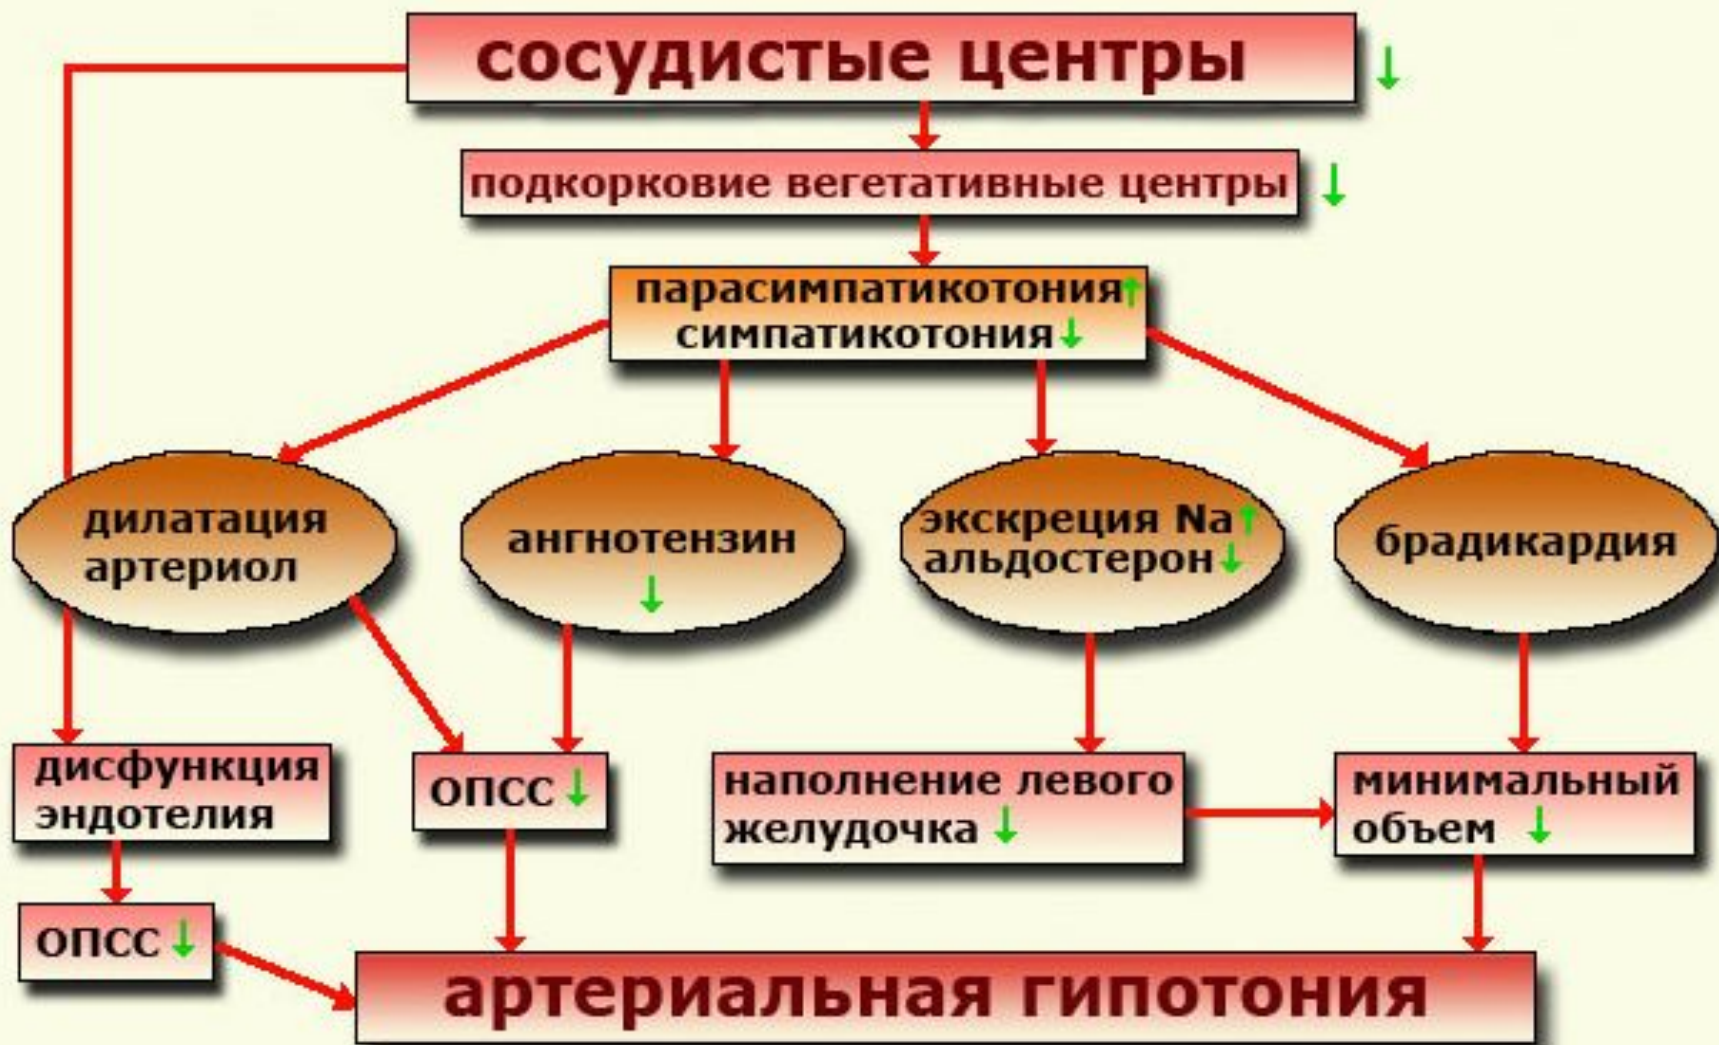 сосудистые центры ↓
подкорковие вегетативные центры ↓
парасимпатикотония↑
симпатикотония↓
дилатация
артериол
ангнотензин
↓
экскреция Na↑
альдостерон↓
брадикардия
дисфункция
эндотелия
ОПСС ↓
наполнение левого
желудочка ↓
минимальный
объем ↓
ОПСС ↓
артериальная гипотония